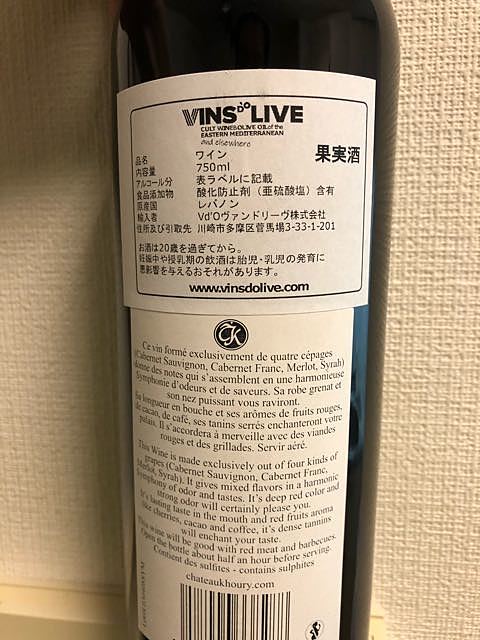 VINS DO LIVE
CULT WINE&OLIVE OIL of the
EASTERN MEDITERRANEAN
and elsewhere
果実酒
品名 ワイン
内容量 750ml
アルコール分 表ラベルに記載
食品添加物 酸化防止剤（亜硫酸塩）含有
原産国 レバノン
輸入者 Vd'Oヴァンドリーヴ株式会社
住所及び引取先 川崎市多摩区菅馬場3-33-1-201
お酒は20歳を過ぎてから。
妊娠中や授乳期の飲酒は胎児・乳児の発育に
悪影響を与えるおそれがあります。
www.vinsdolive.com
CK
Ce vin formé exclusivement de quatre cépages
(Cabernet Sauvignon, Cabernet Franc, Merlot, Syrah)
donne des notes qui s'assemblent en une harmonieuse
Symphonie d'odeurs et de saveurs. Sa robe grenat et
son nez puissant vous raviront.
Sa longueur en bouche et ses arômes de fruits rouges,
de cacao, de café, ses tanins serrés enchanteront votre
palais. Il s'accordera à merveille avec des viandes
rouges et des grillades. Servir aéré.
This Wine is made exclusively out of four kinds of
grapes (Cabernet Sauvignon, Cabernet Franc,
Merlot, Syrah). It gives mixed flavors in a harmonic
symphony of odor and tastes. It's deep red color and
strong odor will certainly please you.
It's lasting taste in the mouth and red fruits aroma
like cherries, cacao and coffee, it's dense tannins
will enchant your taste.
This wine will be good with red meat and barbecues.
Open the bottle about half an hour before serving.
Contient des sulfites - contains sulphites
chateaukhoury.com